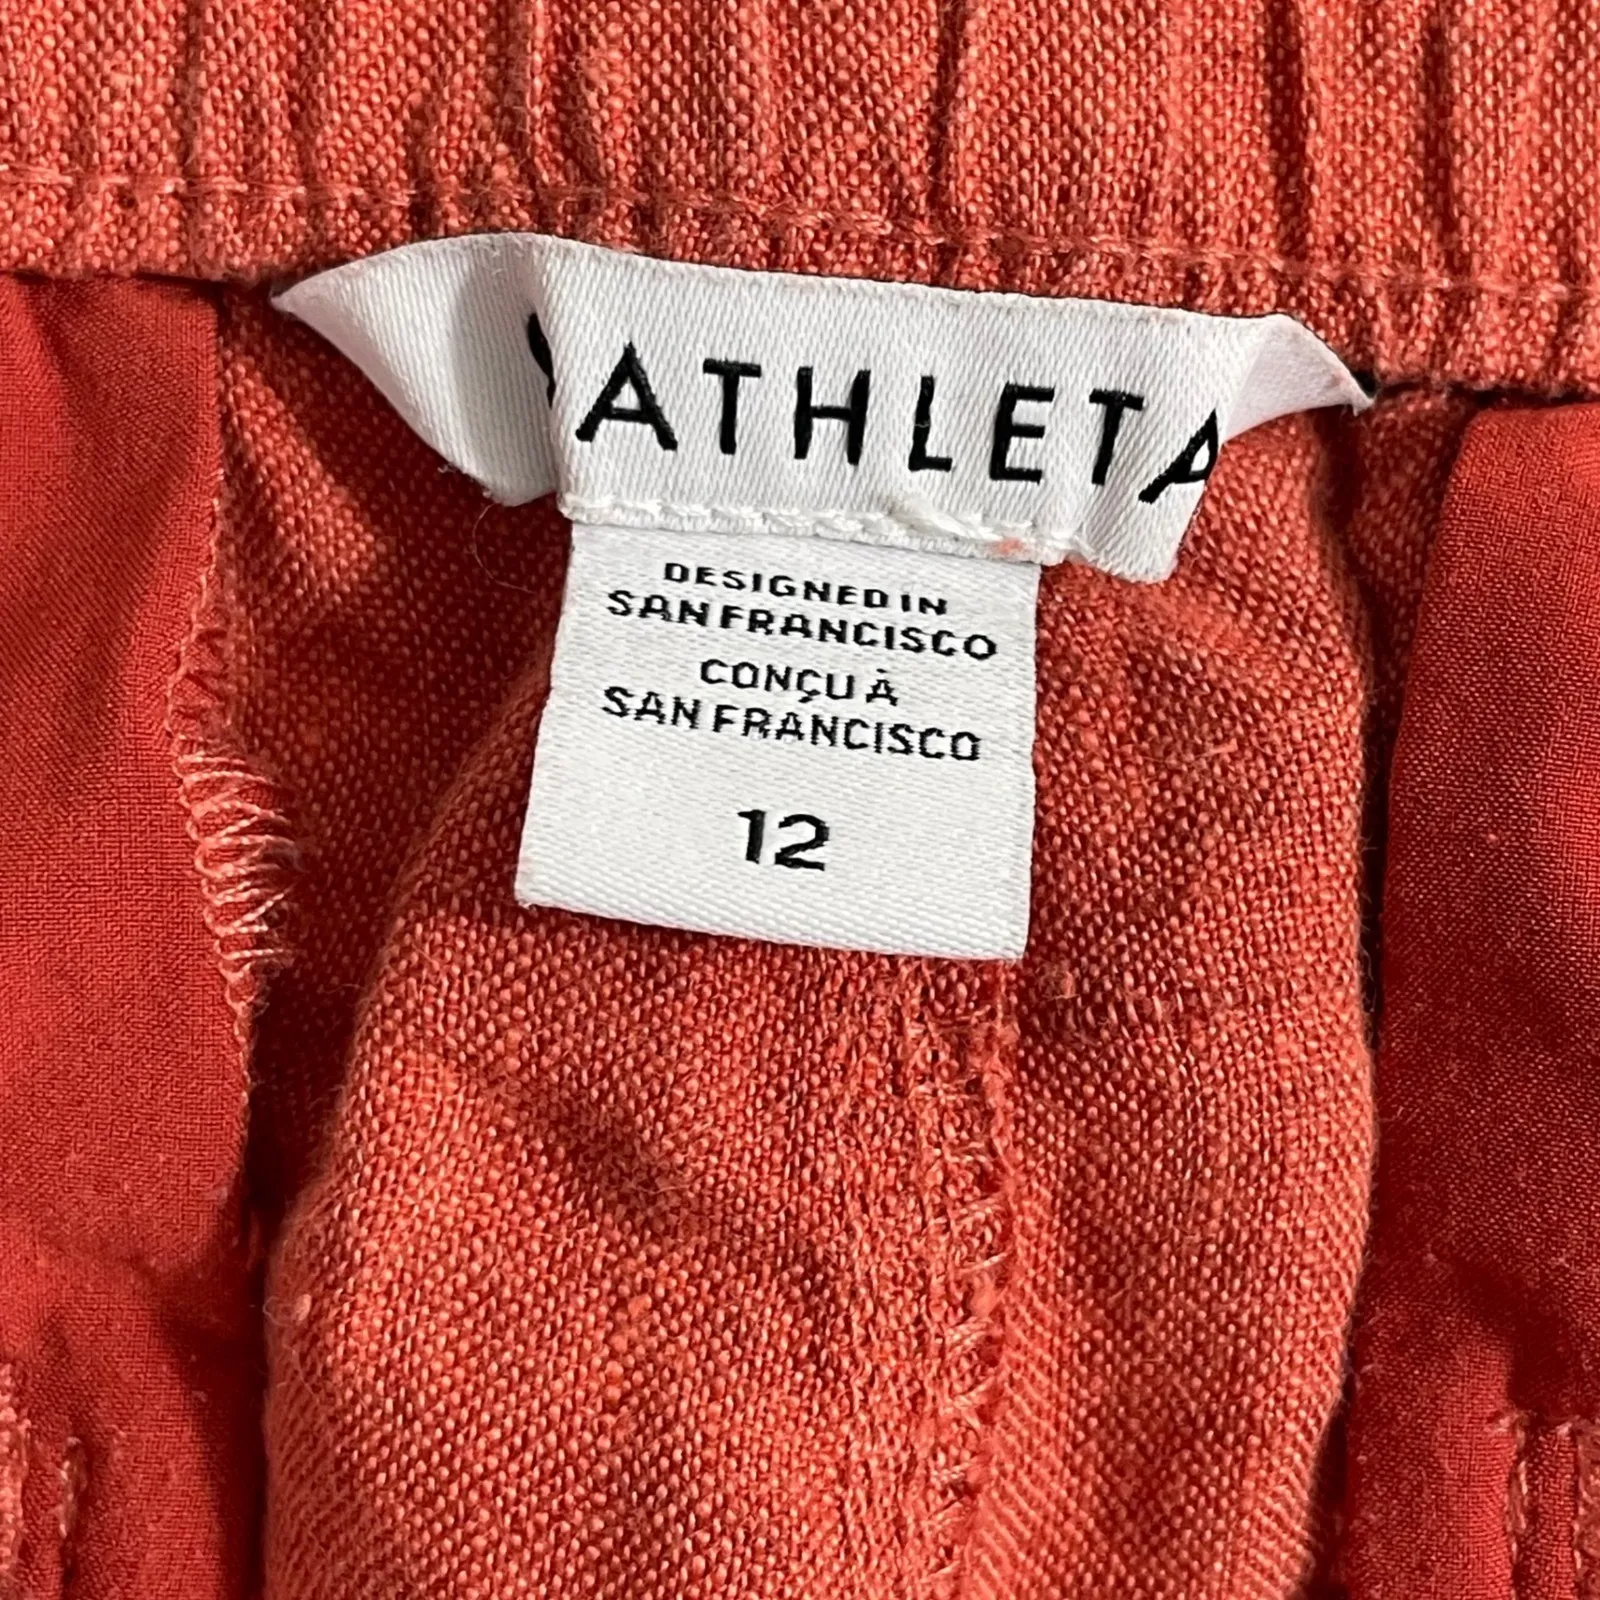 ATHLETA
DESIGNED IN
SAN FRANCISCO
CONÇU À
SAN FRANCISCO
12